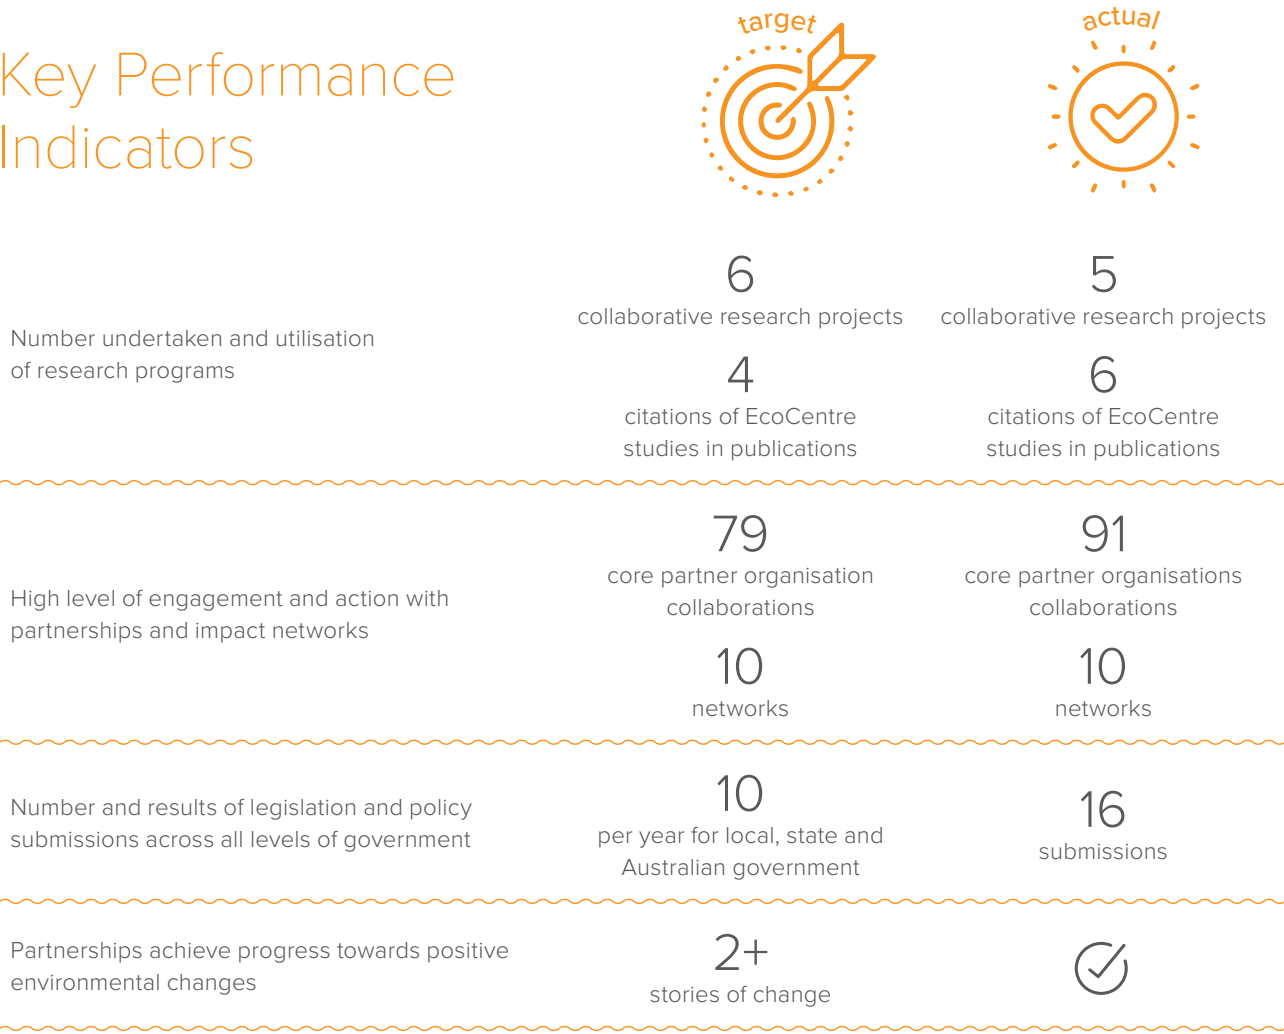 Key Performance
Indicators
target
actual
Number undertaken and utilisation
of research programs
6
collaborative research projects
4
citations of EcoCentre
studies in publications
5
collaborative research projects
6
citations of EcoCentre
studies in publications
High level of engagement and action with
partnerships and impact networks
79
core partner organisation
collaborations
10
networks
91
core partner organisations
collaborations
10
networks
Number and results of legislation and policy
submissions across all levels of government
10
per year for local, state and
Australian government
16
submissions
Partnerships achieve progress towards positive
environmental changes
2+
stories of change